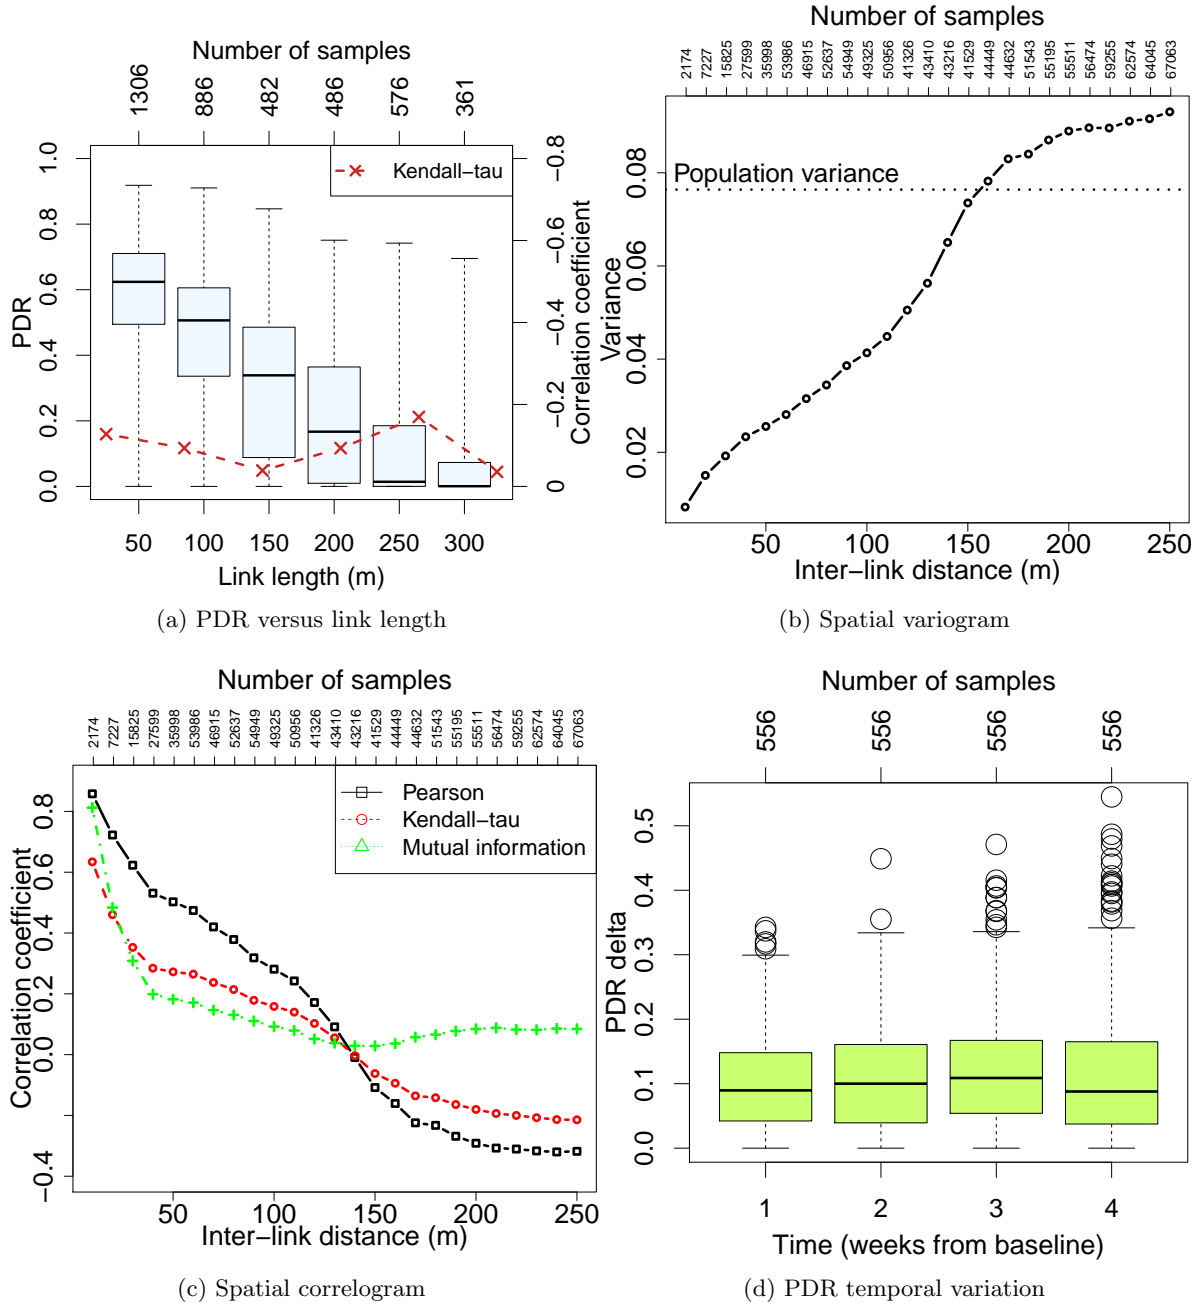 Number of samples
1306 886 482 486 576 361
Kendall−tau
PDR
0.0 0.2 0.4 0.6 0.8 1.0
Correlation coefficient
0 −0.2 −0.4 −0.6 −0.8
50 100 150 200 250 300
Link length (m)
(a) PDR versus link length
Number of samples
2174 7227 15825 27599 35998 53986 46915 52637 54949 49325 50956 41326 43410 43216 41529 44449 44632 51543 55195 55511 56474 59255 62574 64045 67063
Population variance
Variance
0.02 0.04 0.06 0.08
50 100 150 200 250
Inter−link distance (m)
(b) Spatial variogram
Number of samples
2174 7227 15825 27599 35998 53986 46915 52637 54949 49325 50956 41326 43410 43216 41529 44449 44632 51543 55195 55511 56474 59255 62574 64045 67063
Pearson
Kendall−tau
Mutual information
Correlation coefficient
−0.4 0.0 0.2 0.4 0.6 0.8
50 100 150 200 250
Inter−link distance (m)
(c) Spatial correlogram
Number of samples
556 556 556 556
PDR delta
0.0 0.1 0.2 0.3 0.4 0.5
1 2 3 4
Time (weeks from baseline)
(d) PDR temporal variation